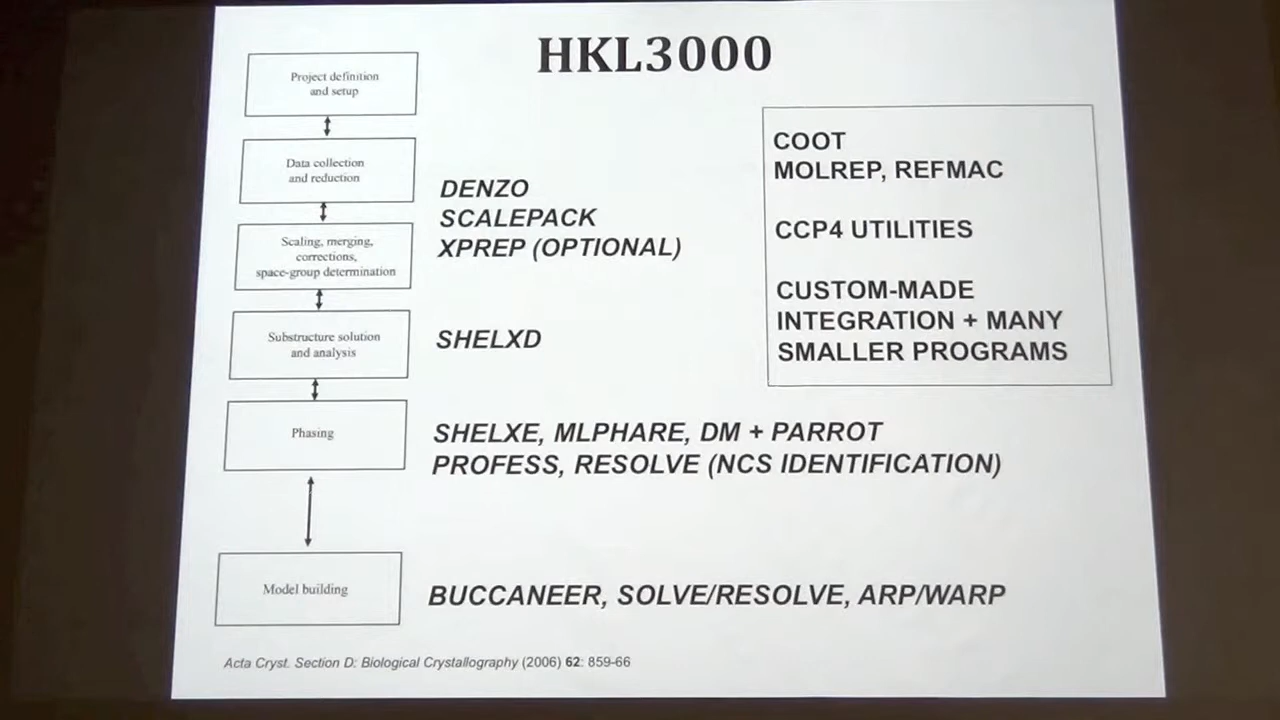 HKL3000
Project definition
and setup
Data collection
and reduction
Scaling, merging,
corrections,
space-group determination
Substructure solution
and analysis
Phasing
Model building
DENZO
SCALEPACK
XPREP (OPTIONAL)
SHELXD
SHELXE, MLPHARE, DM + PARROT
PROFESS, RESOLVE (NCS IDENTIFICATION)
BUCCANEER, SOLVE/RESOLVE, ARP/WARP
COOT
MOLREP, REFMAC
CCP4 UTILITIES
CUSTOM-MADE
INTEGRATION + MANY
SMALLER PROGRAMS
Acta Cryst. Section D: Biological Crystallography (2006) 62: 859-66